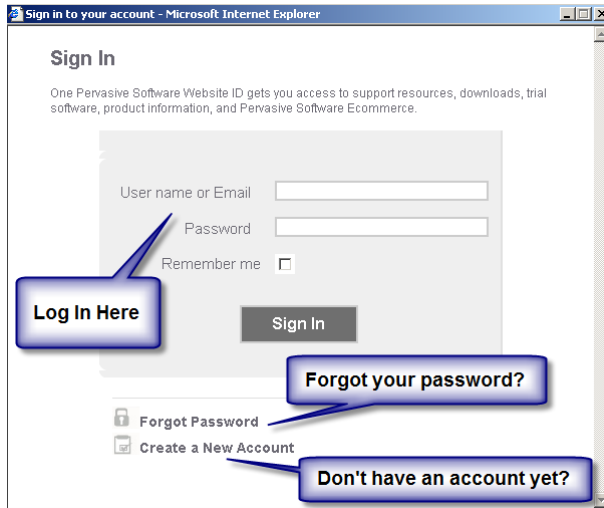 Sign in to your account - Microsoft Internet Explorer
Sign In
One Pervasive Software Website ID gets you access to support resources, downloads, trial
software, product information, and Pervasive Software Ecommerce.
User name or Email
Password
Remember me
Log In Here
Sign In
Forgot your password?
Forgot Password
Create a New Account
Don't have an account yet?